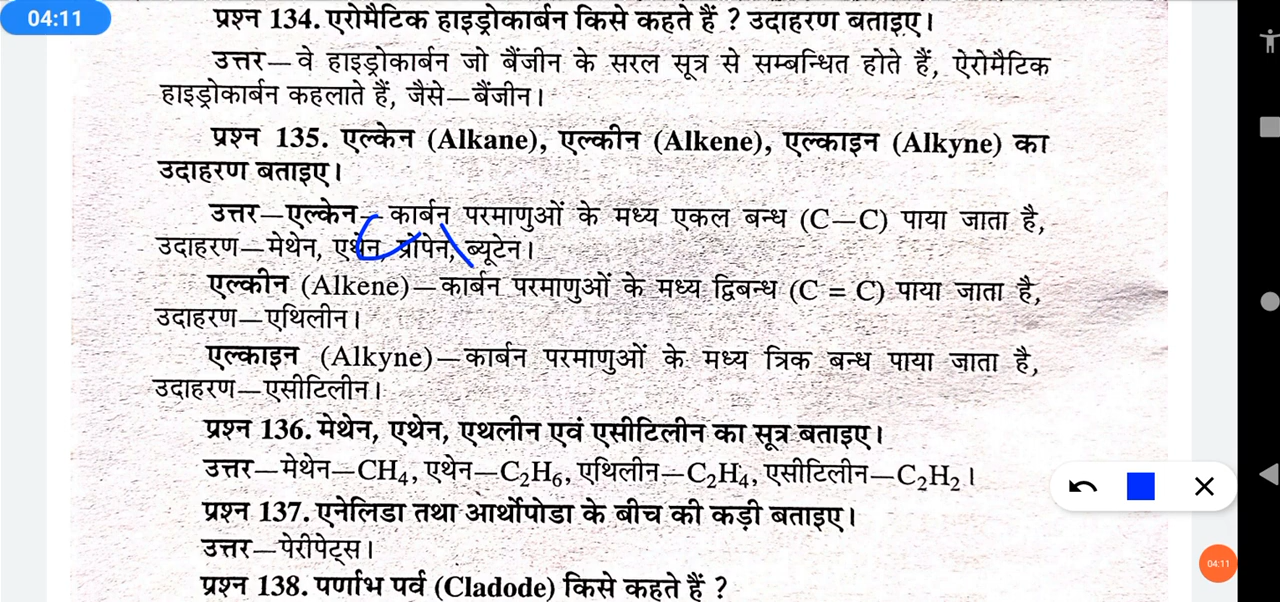 04:11
प्रश्न 134. एरोमैटिक हाइड्रोकार्बन किसे कहते हैं ? उदाहरण बताइए।
उत्तर—वे हाइड्रोकार्बन जो बैंजीन के सरल सूत्र से सम्बन्धित होते हैं, ऐरोमैटिक
हाइड्रोकार्बन कहलाते हैं, जैसे—बैंजीन।
प्रश्न 135. एल्केन (Alkane), एल्कीन (Alkene), एल्काइन (Alkyne) का
उदाहरण बताइए।
उत्तर—एल्केन—कार्बन परमाणुओं के मध्य एकल बन्ध (C—C) पाया जाता है,
उदाहरण—मेथेन, एथेन, प्रोपेन, ब्यूटेन।
एल्कीन (Alkene)—कार्बन परमाणुओं के मध्य द्विबन्ध (C = C) पाया जाता है,
उदाहरण—एथिलीन।
एल्काइन (Alkyne)—कार्बन परमाणुओं के मध्य त्रिक बन्ध पाया जाता है,
उदाहरण—एसीटिलीन।
प्रश्न 136. मेथेन, एथेन, एथलीन एवं एसीटिलीन का सूत्र बताइए।
उत्तर—मेथेन—CH₄, एथेन—C₂H₆, एथिलीन—C₂H₄, एसीटिलीन—C₂H₂।
प्रश्न 137. एनेलिडा तथा आर्थोपोडा के बीच की कड़ी बताइए।
उत्तर—पेरीपेट्स।
04:11
प्रश्न 138. पर्णाभ पर्व (Cladode) किसे कहते हैं ?